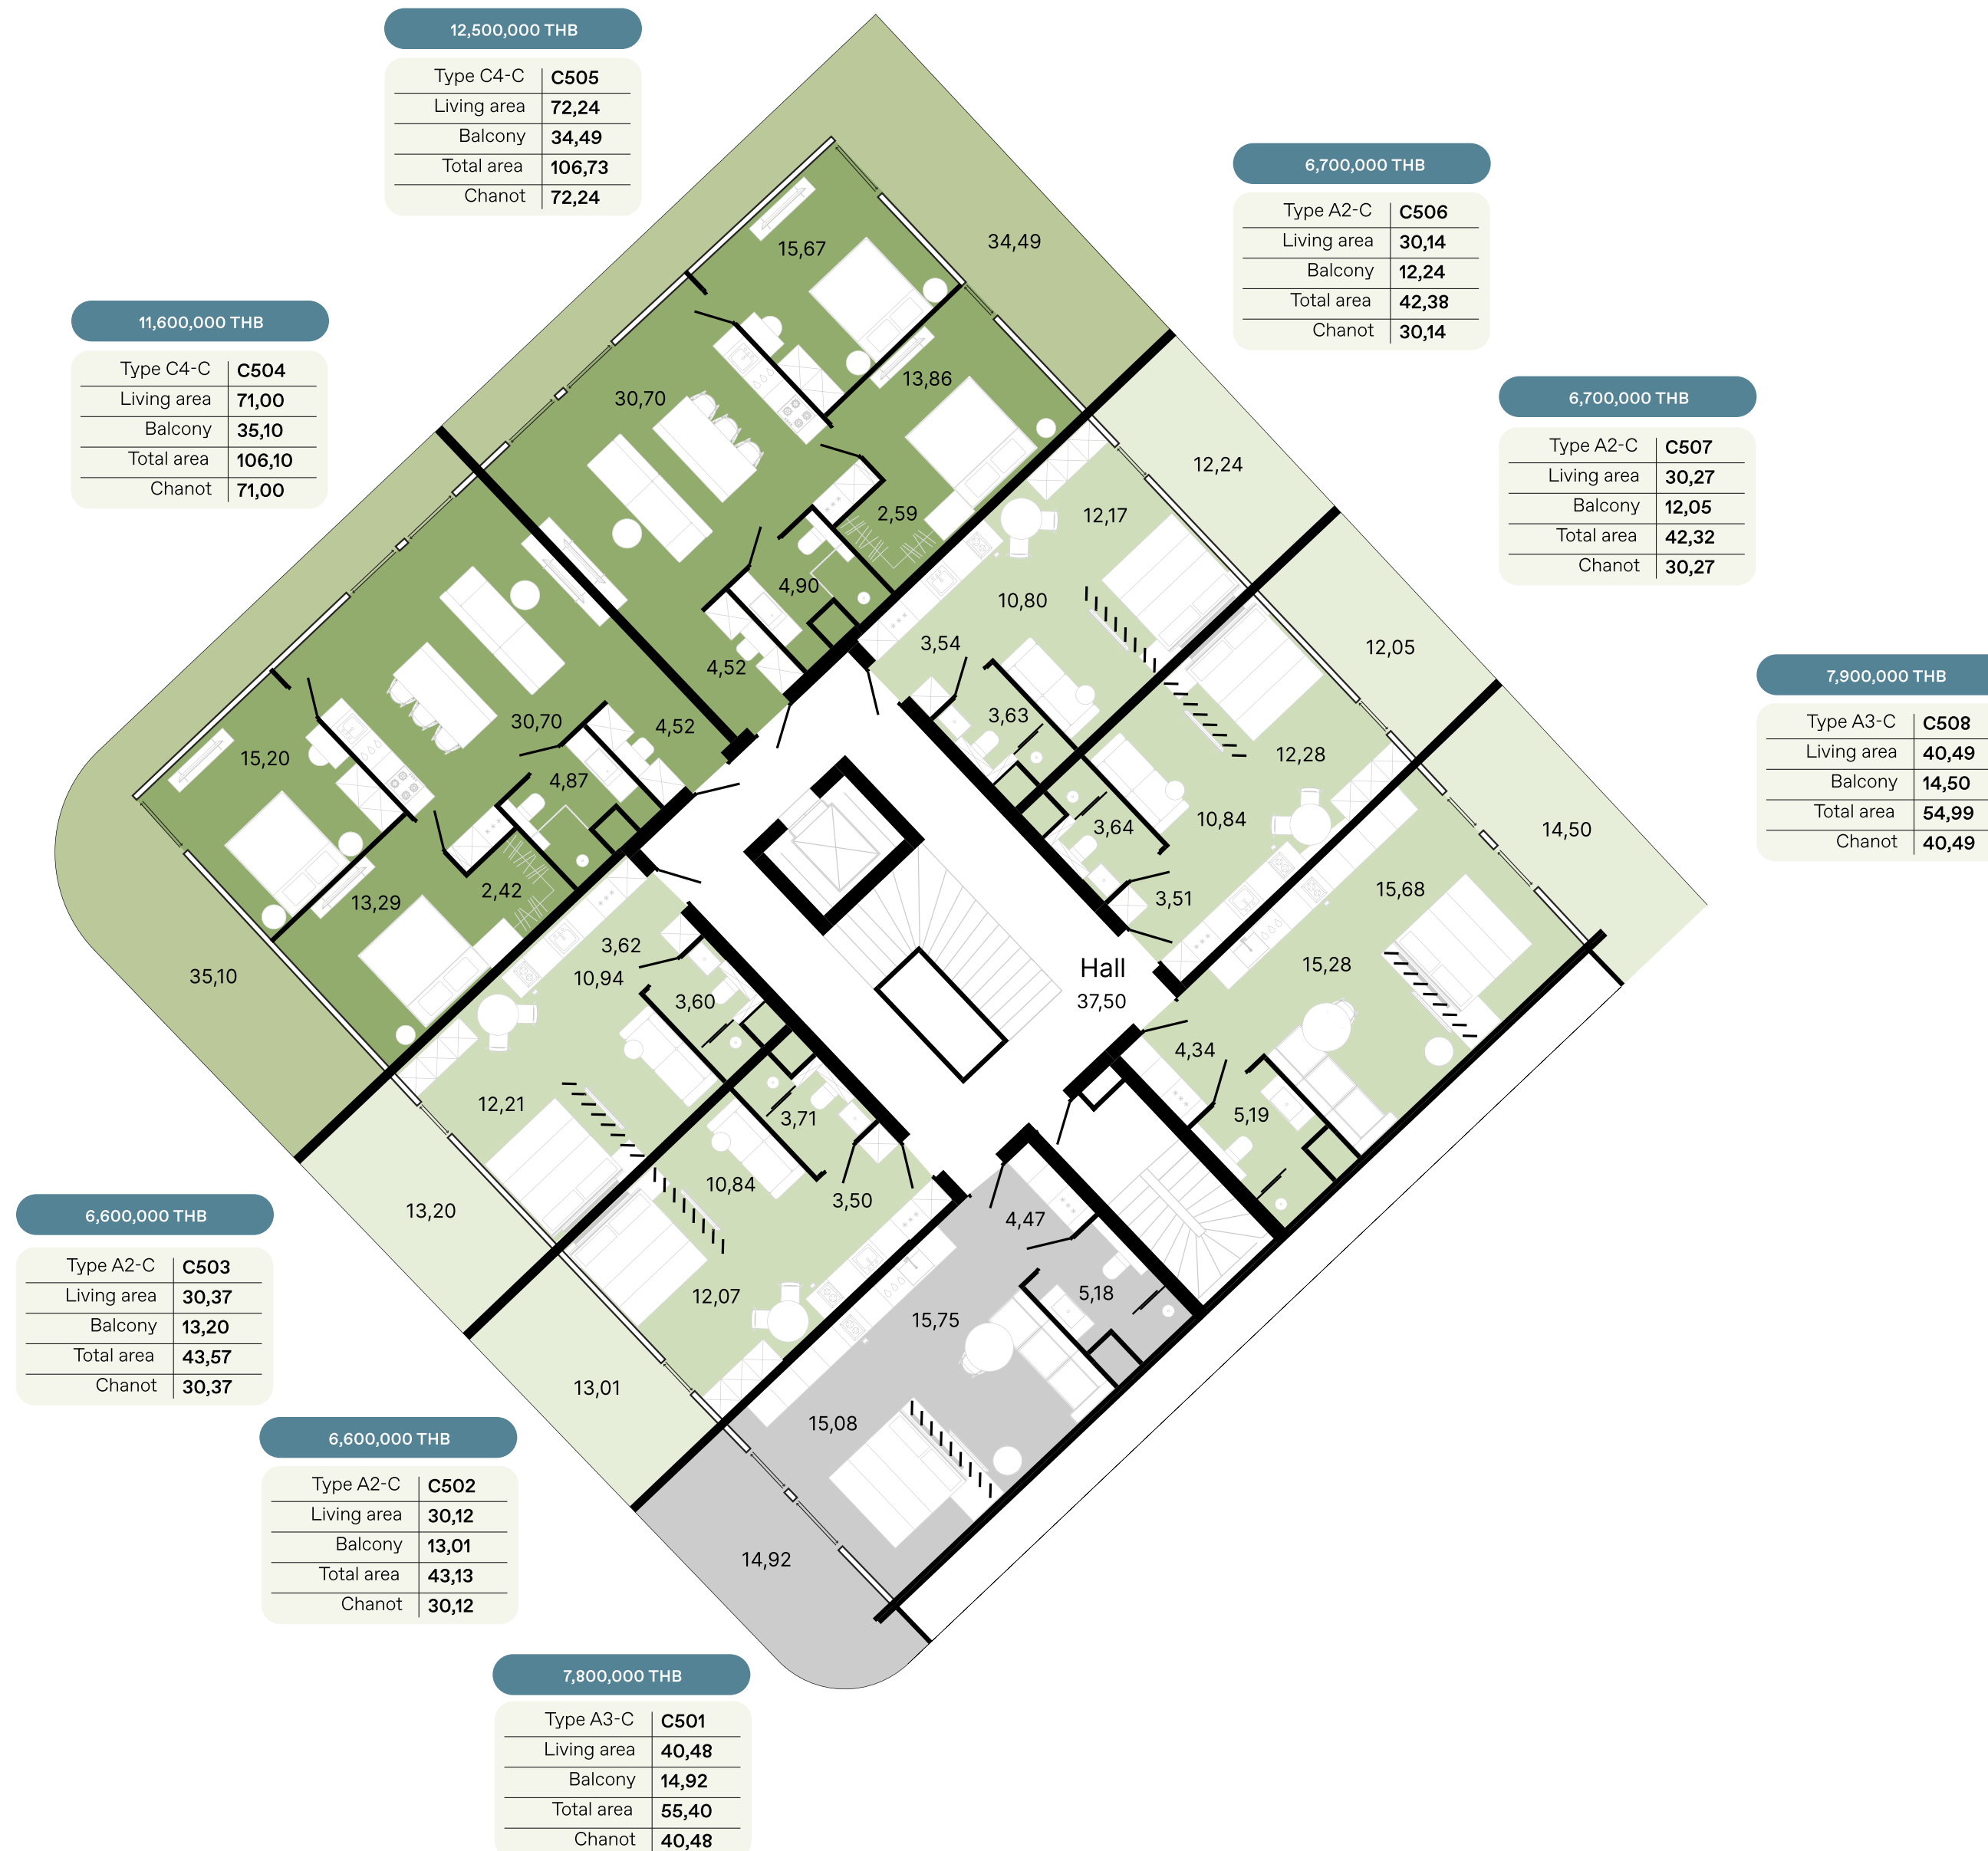 12,500,000 THB
Type C4-C C505
Living area 72,24
Balcony 34,49
Total area 106,73
Chanot 72,24
6,700,000 THB
Type A2-C C506
Living area 30,14
Balcony 12,24
Total area 42,38
Chanot 30,14
11,600,000 THB
Type C4-C C504
Living area 71,00
Balcony 35,10
Total area 106,10
Chanot 71,00
6,700,000 THB
Type A2-C C507
Living area 30,27
Balcony 12,05
Total area 42,32
Chanot 30,27
7,900,000 THB
Type A3-C C508
Living area 40,49
Balcony 14,50
Total area 54,99
Chanot 40,49
34,49
15,67
13,86
30,70
2,59
4,90
4,52
12,24
12,17
10,80
3,54
3,63
12,05
12,28
10,84
3,64
3,51
14,50
15,68
15,28
4,34
5,19
30,70
4,52
15,20
4,87
13,29
2,42
35,10
Hall
37,50
3,62
10,94
3,60
12,21
13,20
3,71
10,84
3,50
12,07
13,01
4,47
5,18
15,75
15,08
14,92
6,600,000 THB
Type A2-C C503
Living area 30,37
Balcony 13,20
Total area 43,57
Chanot 30,37
6,600,000 THB
Type A2-C C502
Living area 30,12
Balcony 13,01
Total area 43,13
Chanot 30,12
7,800,000 THB
Type A3-C C501
Living area 40,48
Balcony 14,92
Total area 55,40
Chanot 40,48